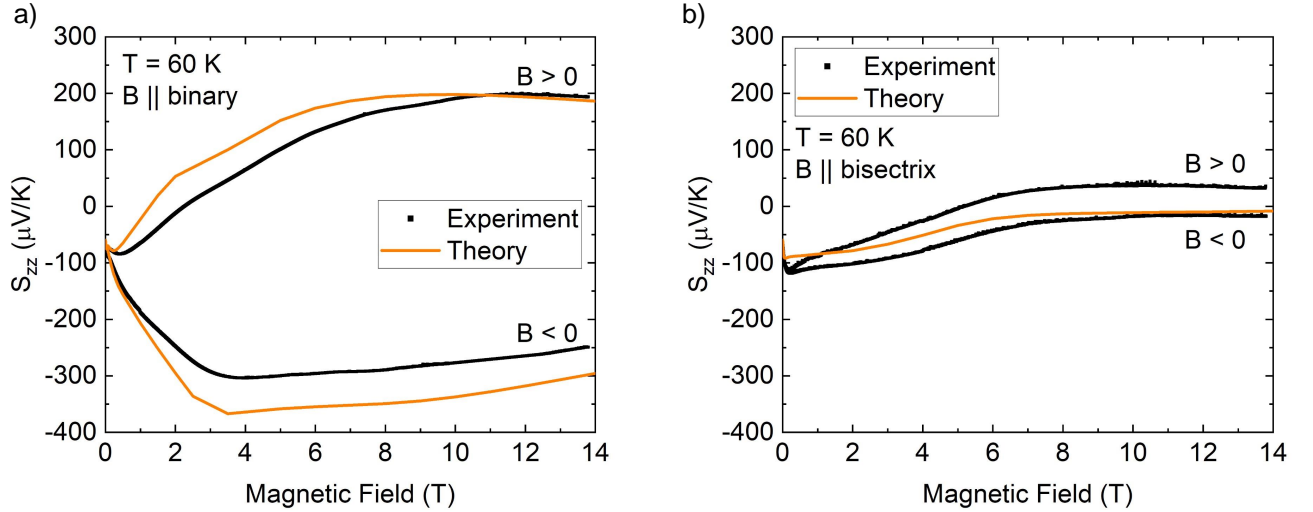 a)
300
200
100
0
-100
-200
-300
-400
S_zz (μV/K)
T = 60 K
B || binary
B > 0
Experiment
Theory
B < 0
0 2 4 6 8 10 12 14
Magnetic Field (T)
b)
300
200
100
0
-100
-200
-300
-400
S_zz (μV/K)
Experiment
Theory
T = 60 K
B || bisectrix
B > 0
B < 0
0 2 4 6 8 10 12 14
Magnetic Field (T)